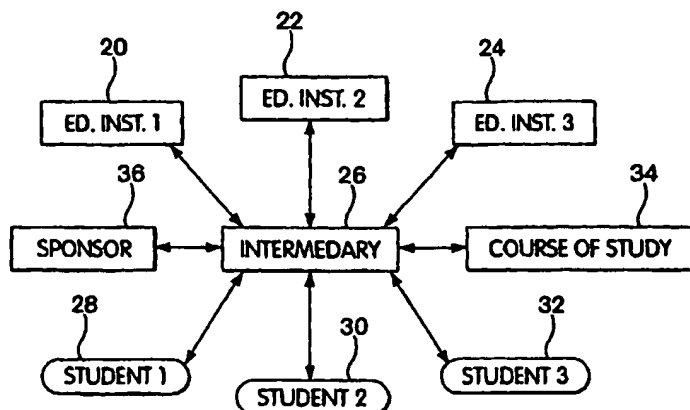 20
22
24
ED. INST. 1
ED. INST. 2
ED. INST. 3
36
26
34
SPONSOR
INTERMEDARY
COURSE OF STUDY
28
30
32
STUDENT 1
STUDENT 2
STUDENT 3